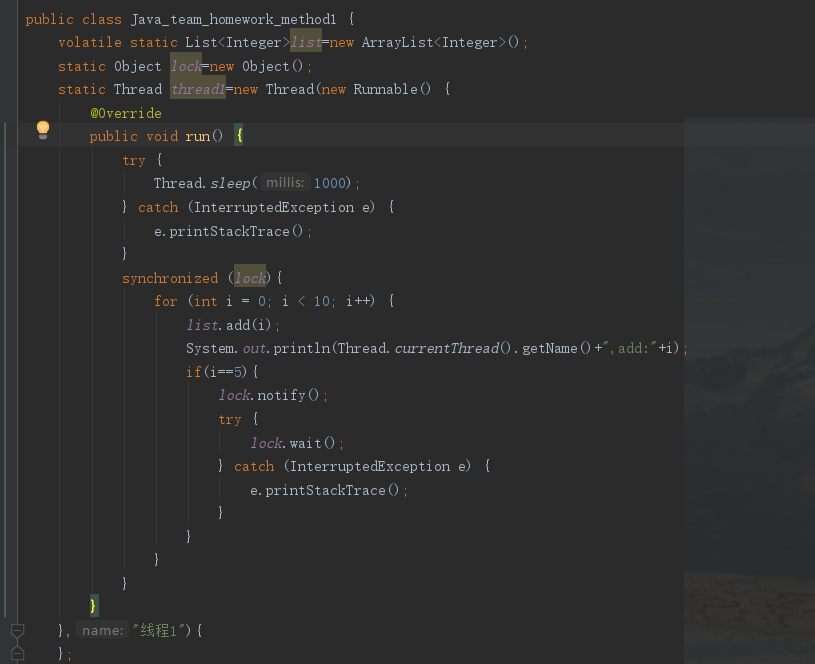 public class Java_team_homework_method1 {
    volatile static List<Integer>list=new ArrayList<Integer>();
    static Object lock=new Object();
    static Thread thread1=new Thread(new Runnable() {
        @Override
        public void run() {
            try {
                Thread.sleep( millis: 1000);
            } catch (InterruptedException e) {
                e.printStackTrace();
            }
            synchronized (lock){
                for (int i = 0; i < 10; i++) {
                    list.add(i);
                    System.out.println(Thread.currentThread().getName()+",add:"+i);
                    if(i==5){
                        lock.notify();
                        try {
                            lock.wait();
                        } catch (InterruptedException e) {
                            e.printStackTrace();
                        }
                    }
                }
            }
        }
    }, name: "线程1"){
    };